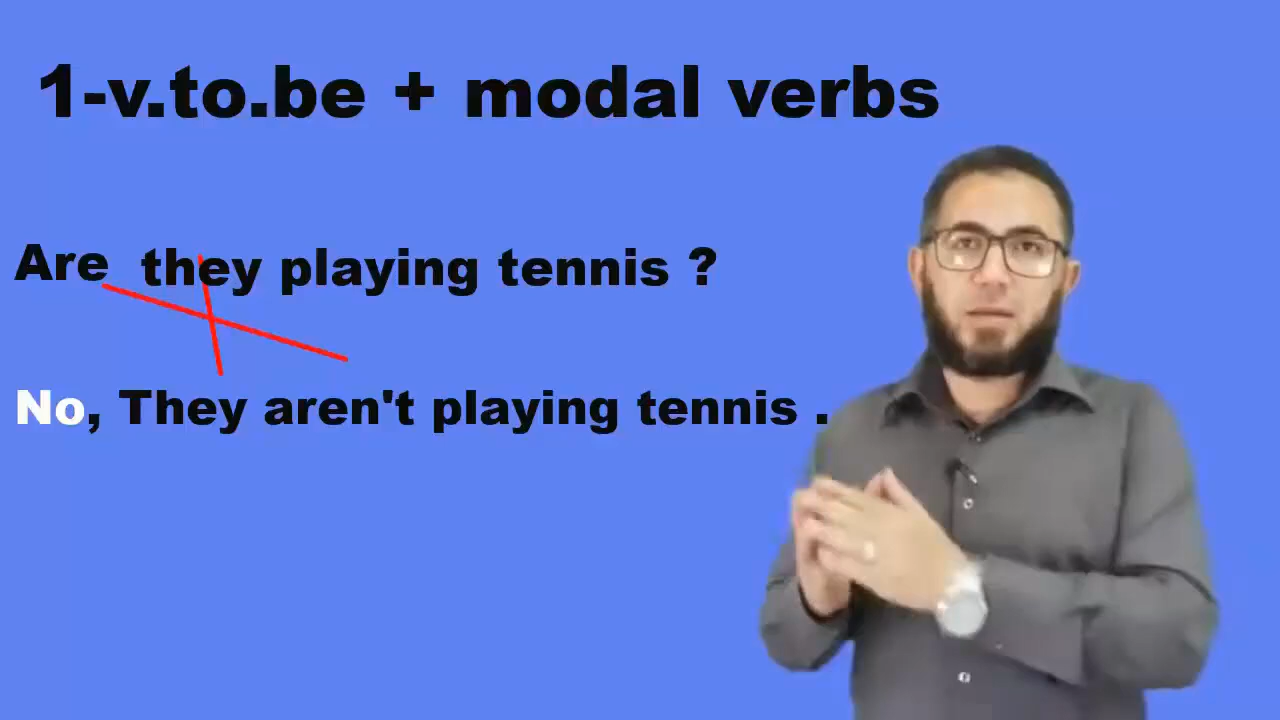 1-v.to.be + modal verbs
Are they playing tennis ?
No, They aren't playing tennis .